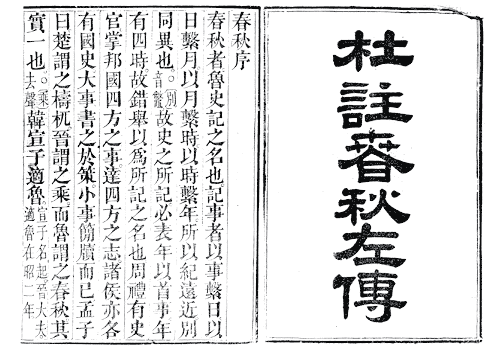 杜註春秋左傳
春秋序
春秋者魯史記之名也記事者以事繫日以
日繫月以月繫時以時繫年所以紀遠近別
同異也別音鼈故史之所記必表年以首事年
有四時故錯舉以爲所記之名也周禮有史
官掌邦國四方之事達四方之志諸侯亦各
有國史大事書之於策小事簡牘而已孟子
曰楚謂之檮杌晉謂之乘而魯謂之春秋其
實一也乘去聲韓宣子適魯宣子名起晉大夫適魯在昭二年